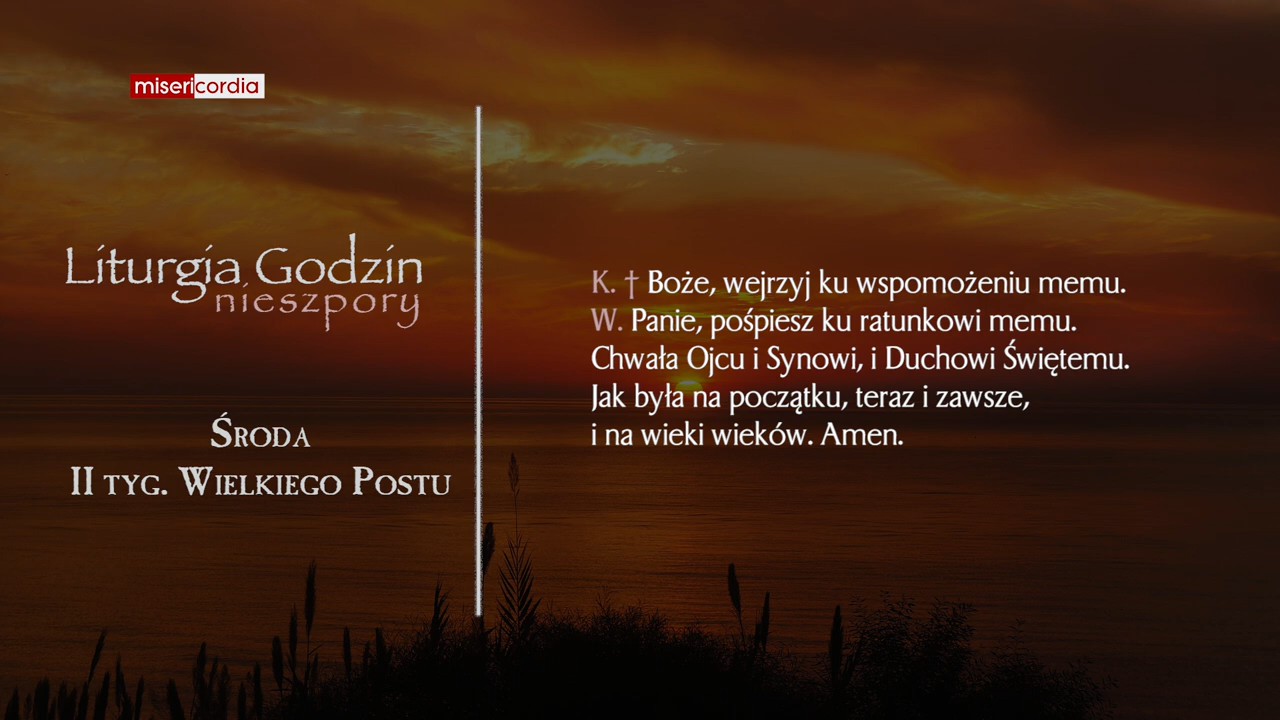 misericordia
Liturgia Godzin
nieszpory
Środa
II tyg. Wielkiego Postu
K. † Boże, wejrzyj ku wspomożeniu memu.
W. Panie, pośpiesz ku ratunkowi memu.
Chwała Ojcu i Synowi, i Duchowi Świętemu.
Jak była na początku, teraz i zawsze,
i na wieki wieków. Amen.